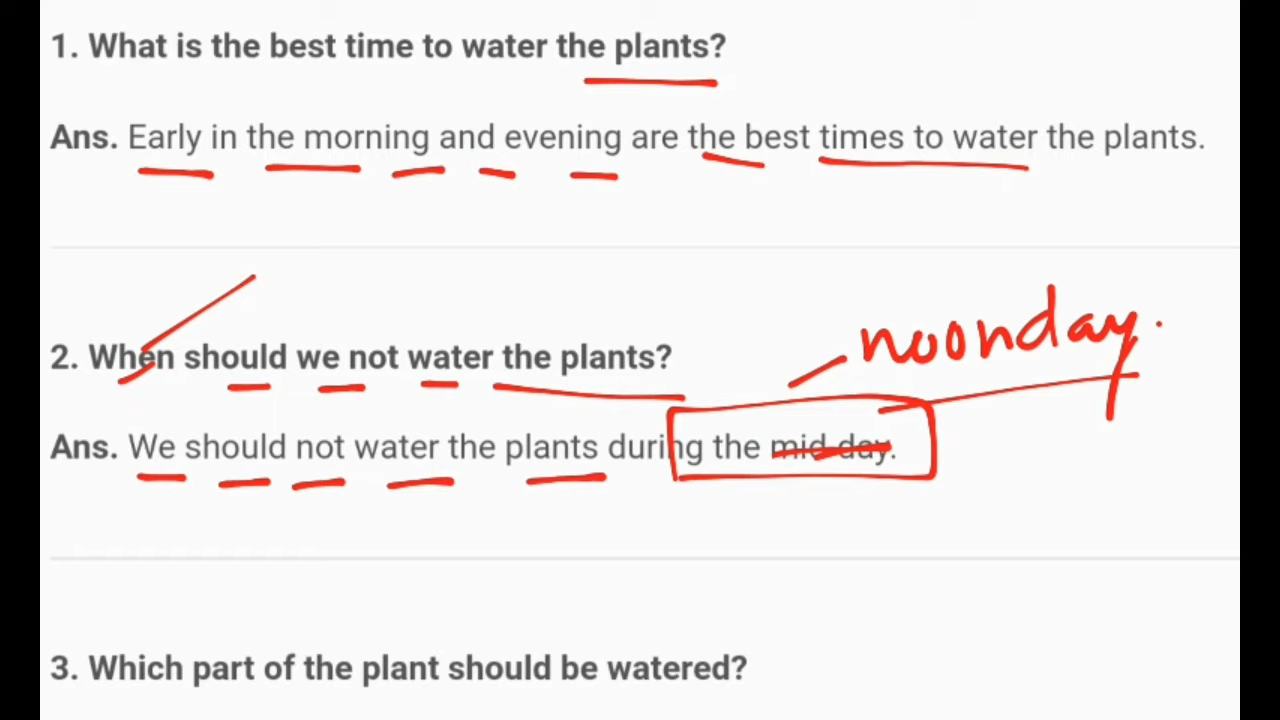 1. What is the best time to water the plants?
Ans. Early in the morning and evening are the best times to water the plants.
noonday.
2. When should we not water the plants?
Ans. We should not water the plants during the mid-day.
3. Which part of the plant should be watered?